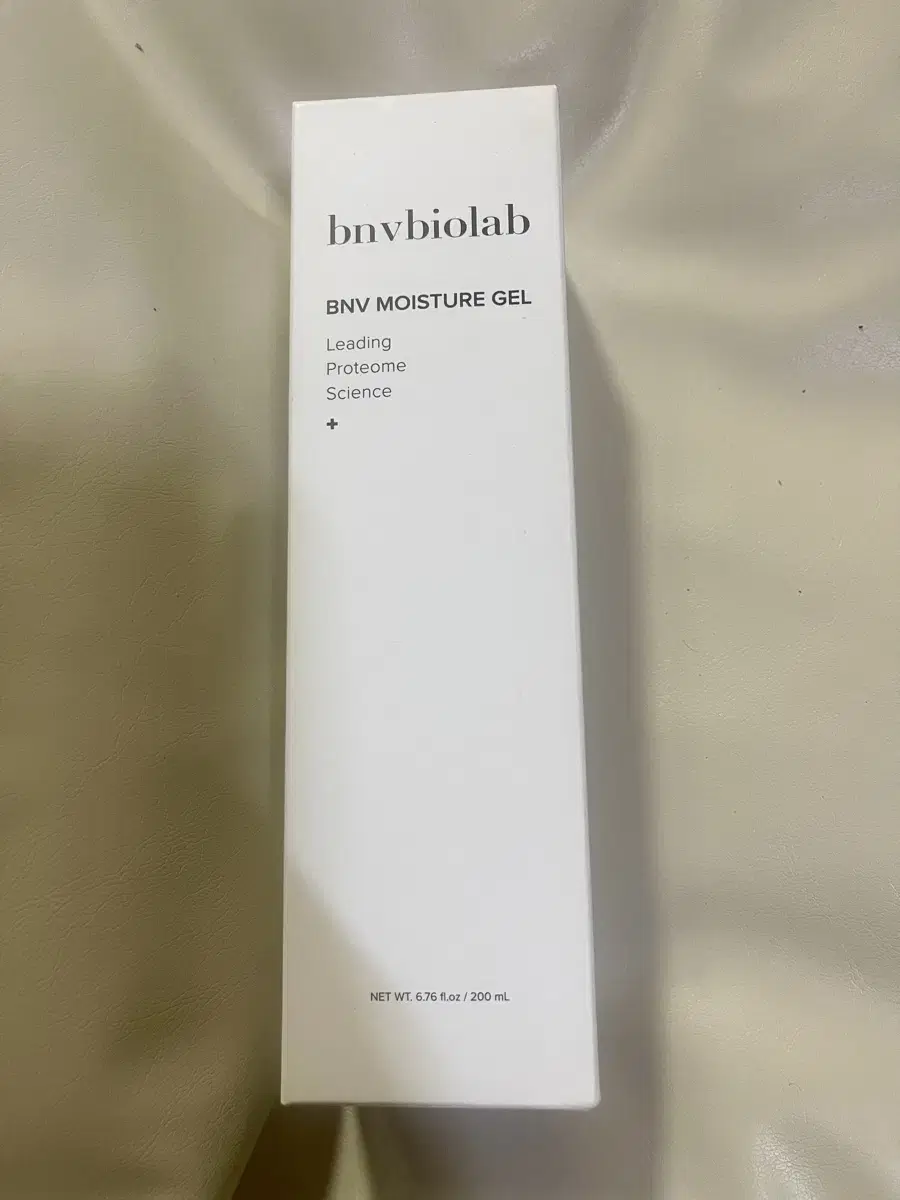 bnvbiolab
BNV MOISTURE GEL
Leading
Proteome
Science
+
NET WT. 6.76 fl.oz / 200 mL